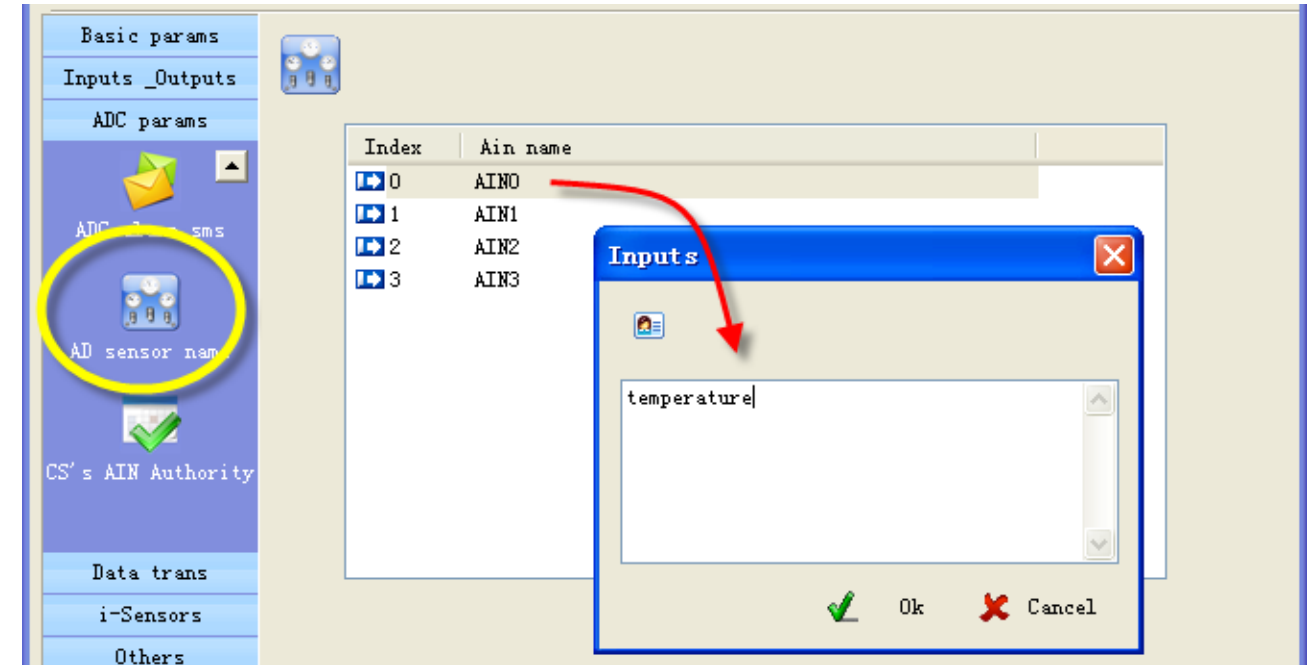 Basic params
Inputs _Outputs
ADC params
sms
AD sensor name
CS's AIN Authority
Data trans
i-Sensors
Others
Index Ain name
0 AIN0
1 AIN1
2 AIN2
3 AIN3
Inputs
temperature
Ok Cancel